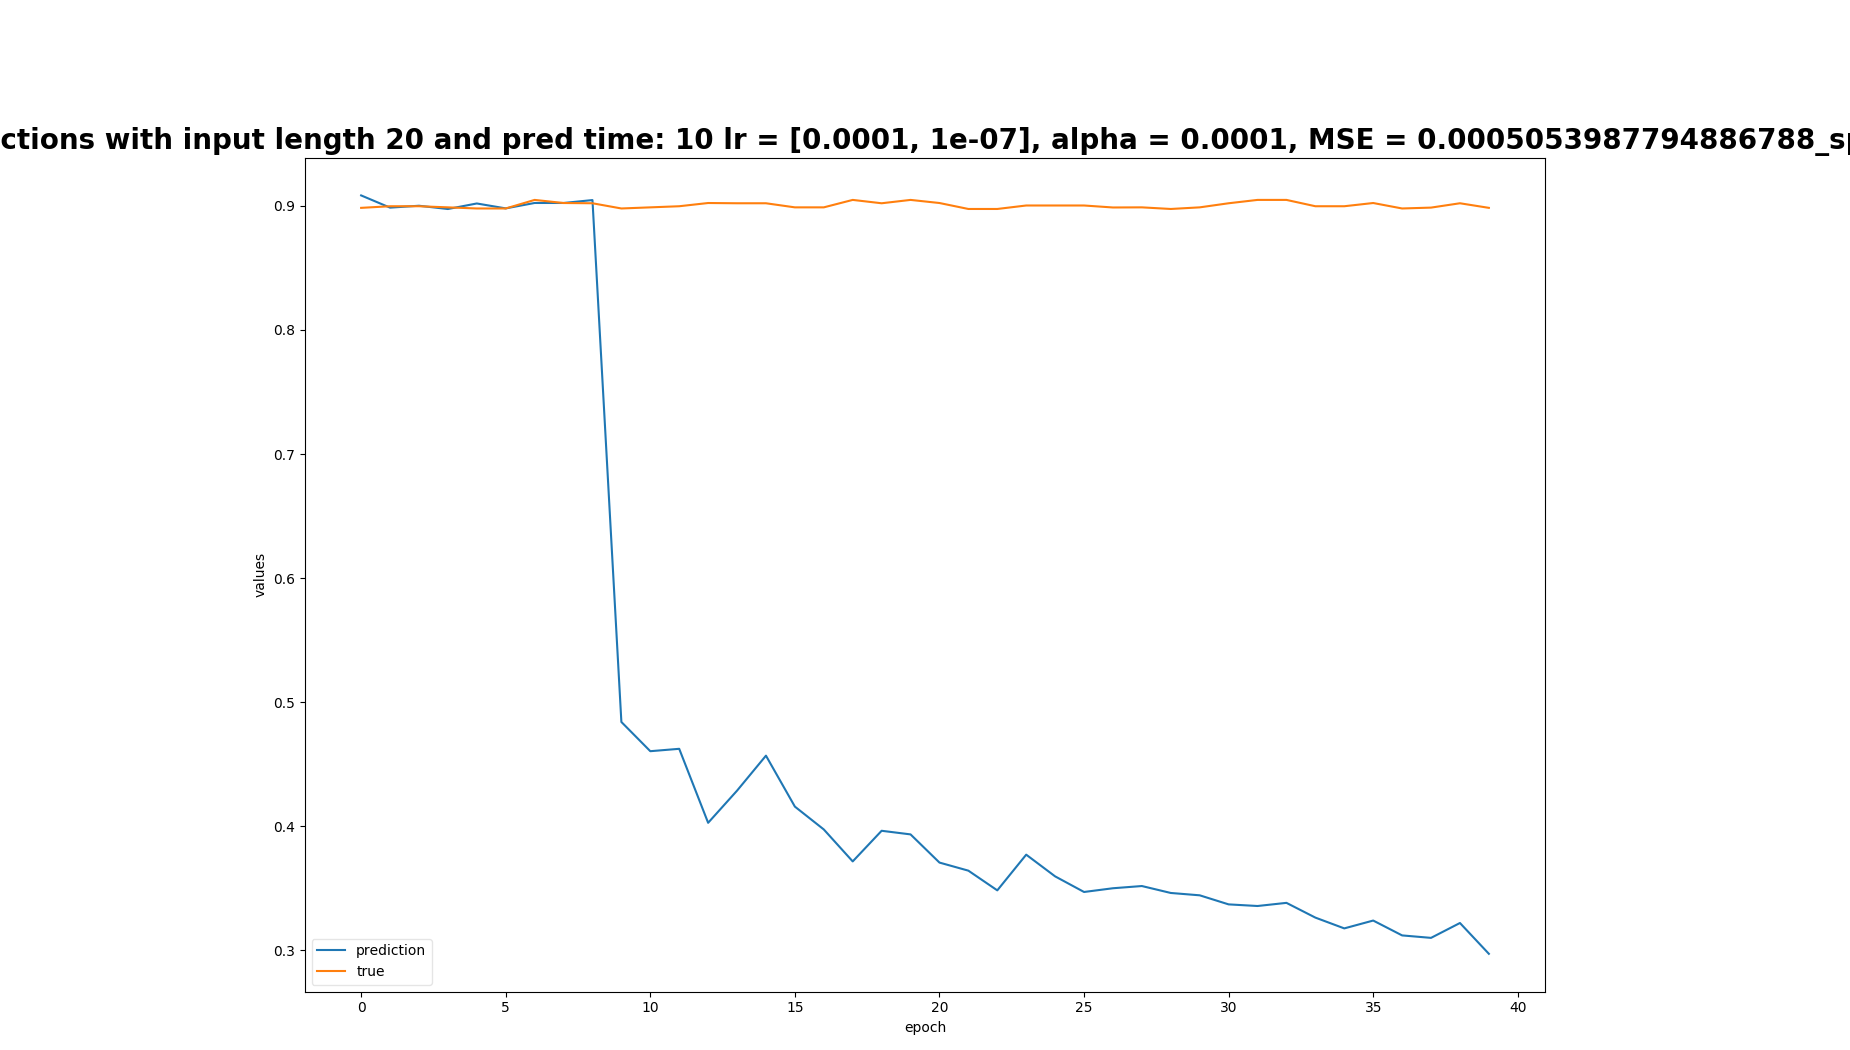 ctions with input length 20 and pred time: 10 lr = [0.0001, 1e-07], alpha = 0.0001, MSE = 0.0005053987794886788_sp
0.9
0.8
0.7
0.6
0.5
0.4
0.3
values
prediction
true
0 5 10 15 20 25 30 35 40
epoch